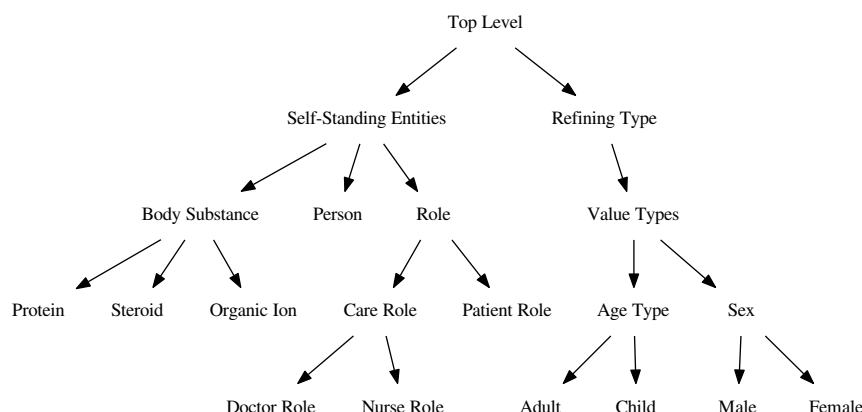 Top Level
Self-Standing Entities
Refining Type
Body Substance
Person
Role
Value Types
Protein
Steroid
Organic Ion
Care Role
Patient Role
Age Type
Sex
Doctor Role
Nurse Role
Adult
Child
Male
Female